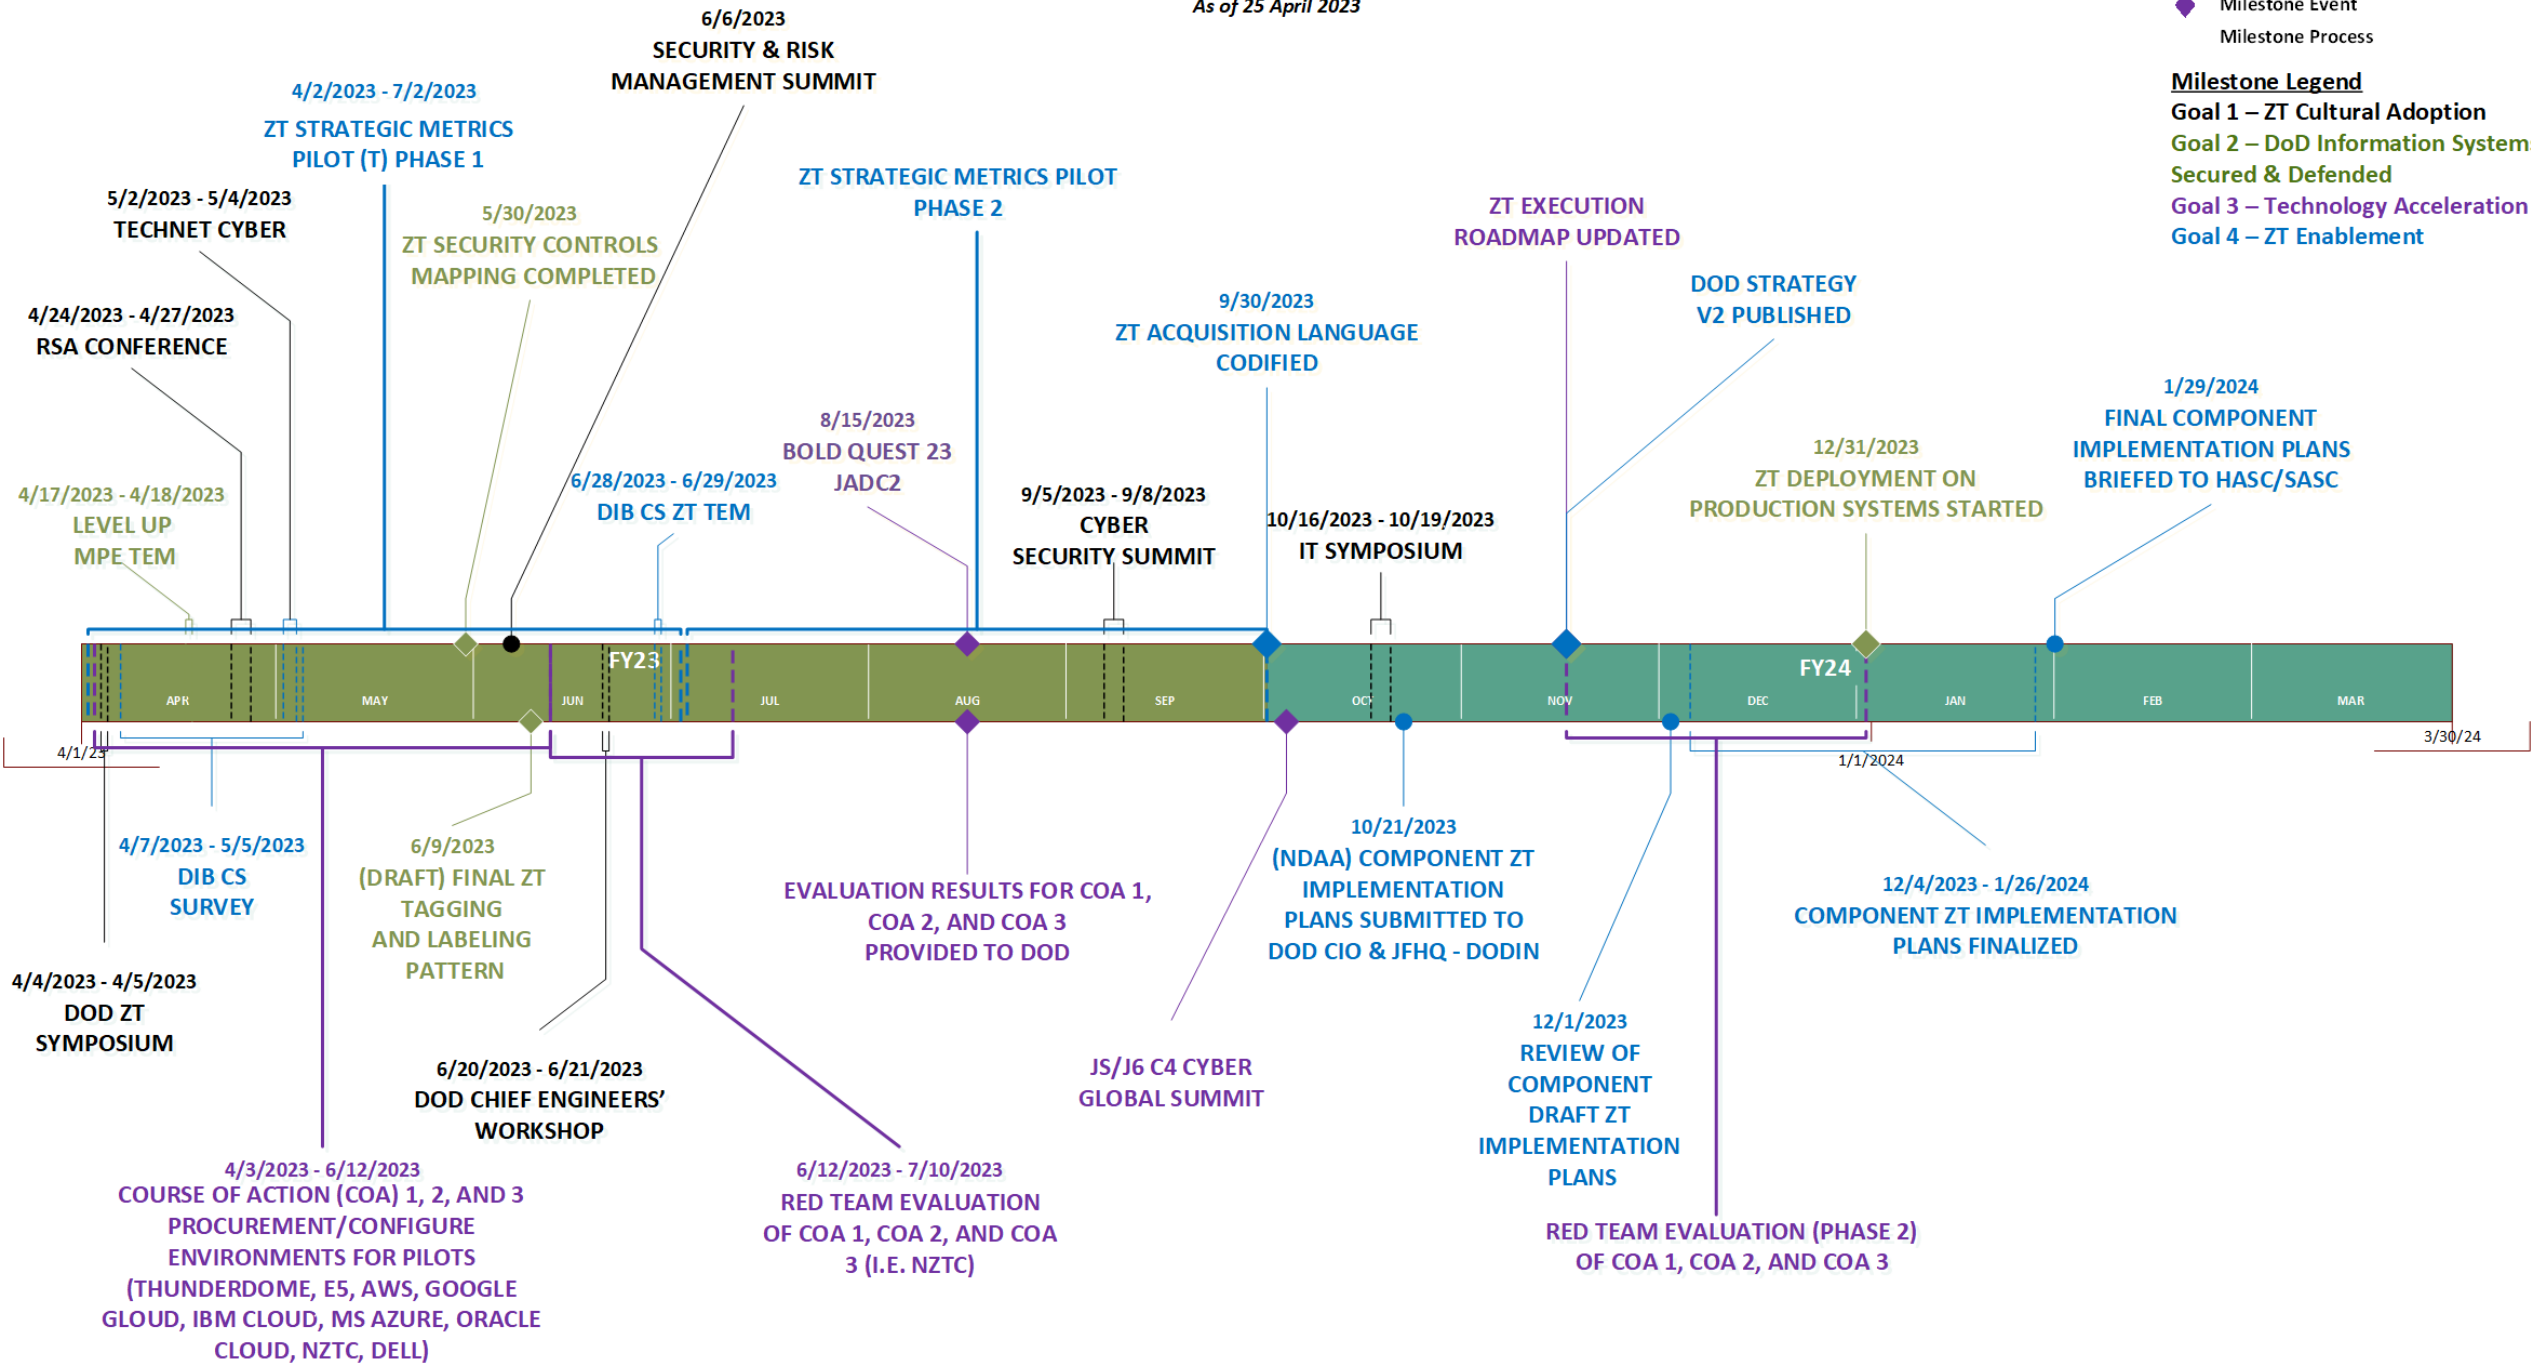 As of 25 April 2023
Milestone Event
Milestone Process
Milestone Legend
Goal 1 – ZT Cultural Adoption
Goal 2 – DoD Information System
Secured & Defended
Goal 3 – Technology Acceleration
Goal 4 – ZT Enablement
6/6/2023
SECURITY & RISK
MANAGEMENT SUMMIT
4/2/2023 - 7/2/2023
ZT STRATEGIC METRICS
PILOT (T) PHASE 1
5/2/2023 - 5/4/2023
TECHNET CYBER
5/30/2023
ZT SECURITY CONTROLS
MAPPING COMPLETED
ZT STRATEGIC METRICS PILOT
PHASE 2
ZT EXECUTION
ROADMAP UPDATED
DOD STRATEGY
V2 PUBLISHED
4/24/2023 - 4/27/2023
RSA CONFERENCE
9/30/2023
ZT ACQUISITION LANGUAGE
CODIFIED
1/29/2024
FINAL COMPONENT
IMPLEMENTATION PLANS
BRIEFED TO HASC/SASC
8/15/2023
BOLD QUEST 23
JADC2
12/31/2023
ZT DEPLOYMENT ON
PRODUCTION SYSTEMS STARTED
4/17/2023 - 4/18/2023
LEVEL UP
MPE TEM
6/28/2023 - 6/29/2023
DIB CS ZT TEM
9/5/2023 - 9/8/2023
CYBER
SECURITY SUMMIT
10/16/2023 - 10/19/2023
IT SYMPOSIUM
FY23
FY24
APR
MAY
JUN
JUL
AUG
SEP
OCT
NOV
DEC
JAN
FEB
MAR
4/1/23
1/1/2024
3/30/24
4/7/2023 - 5/5/2023
DIB CS
SURVEY
6/9/2023
(DRAFT) FINAL ZT
TAGGING
AND LABELING
PATTERN
EVALUATION RESULTS FOR COA 1,
COA 2, AND COA 3
PROVIDED TO DOD
10/21/2023
(NDAA) COMPONENT ZT
IMPLEMENTATION
PLANS SUBMITTED TO
DOD CIO & JFHQ - DODIN
12/4/2023 - 1/26/2024
COMPONENT ZT IMPLEMENTATION
PLANS FINALIZED
4/4/2023 - 4/5/2023
DOD ZT
SYMPOSIUM
6/20/2023 - 6/21/2023
DOD CHIEF ENGINEERS’
WORKSHOP
JS/J6 C4 CYBER
GLOBAL SUMMIT
12/1/2023
REVIEW OF
COMPONENT
DRAFT ZT
IMPLEMENTATION
PLANS
4/3/2023 - 6/12/2023
COURSE OF ACTION (COA) 1, 2, AND 3
PROCUREMENT/CONFIGURE
ENVIRONMENTS FOR PILOTS
(THUNDERDOME, E5, AWS, GOOGLE
GLOUD, IBM CLOUD, MS AZURE, ORACLE
CLOUD, NZTC, DELL)
6/12/2023 - 7/10/2023
RED TEAM EVALUATION
OF COA 1, COA 2, AND COA
3 (I.E. NZTC)
RED TEAM EVALUATION (PHASE 2)
OF COA 1, COA 2, AND COA 3